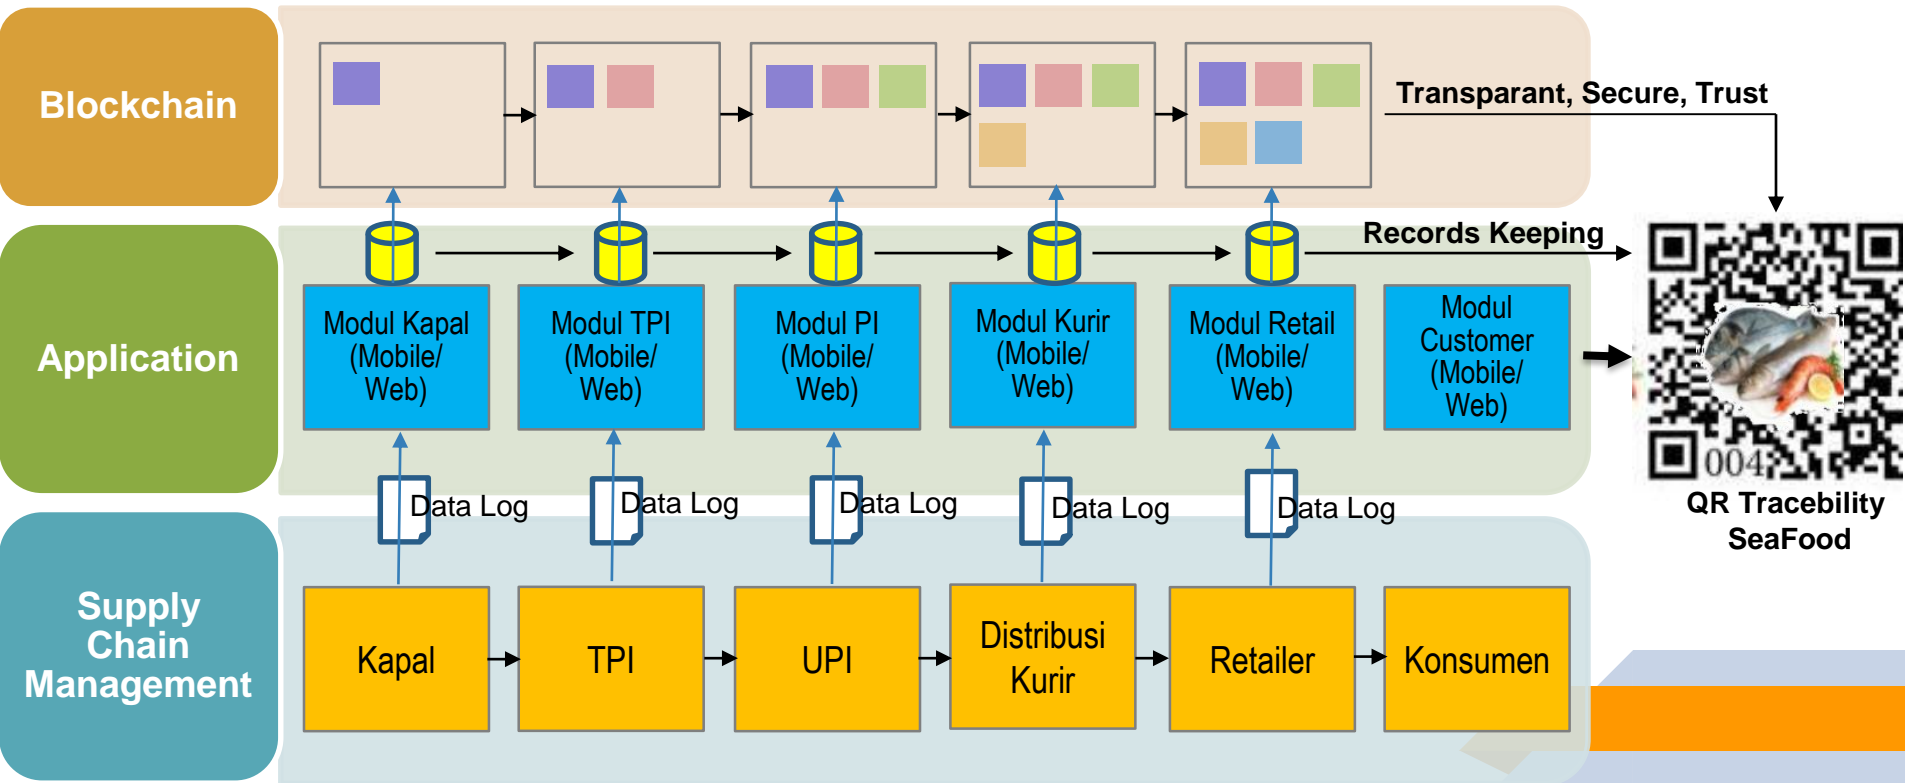 Blockchain
Transparant, Secure, Trust
Records Keeping
Application
Modul Kapal
(Mobile/
Web)
Modul TPI
(Mobile/
Web)
Modul PI
(Mobile/
Web)
Modul Kurir
(Mobile/
Web)
Modul Retail
(Mobile/
Web)
Modul
Customer
(Mobile/
Web)
004
QR Tracebility
SeaFood
Data Log
Data Log
Data Log
Data Log
Data Log
Supply
Chain
Management
Kapal
TPI
UPI
Distribusi
Kurir
Retailer
Konsumen